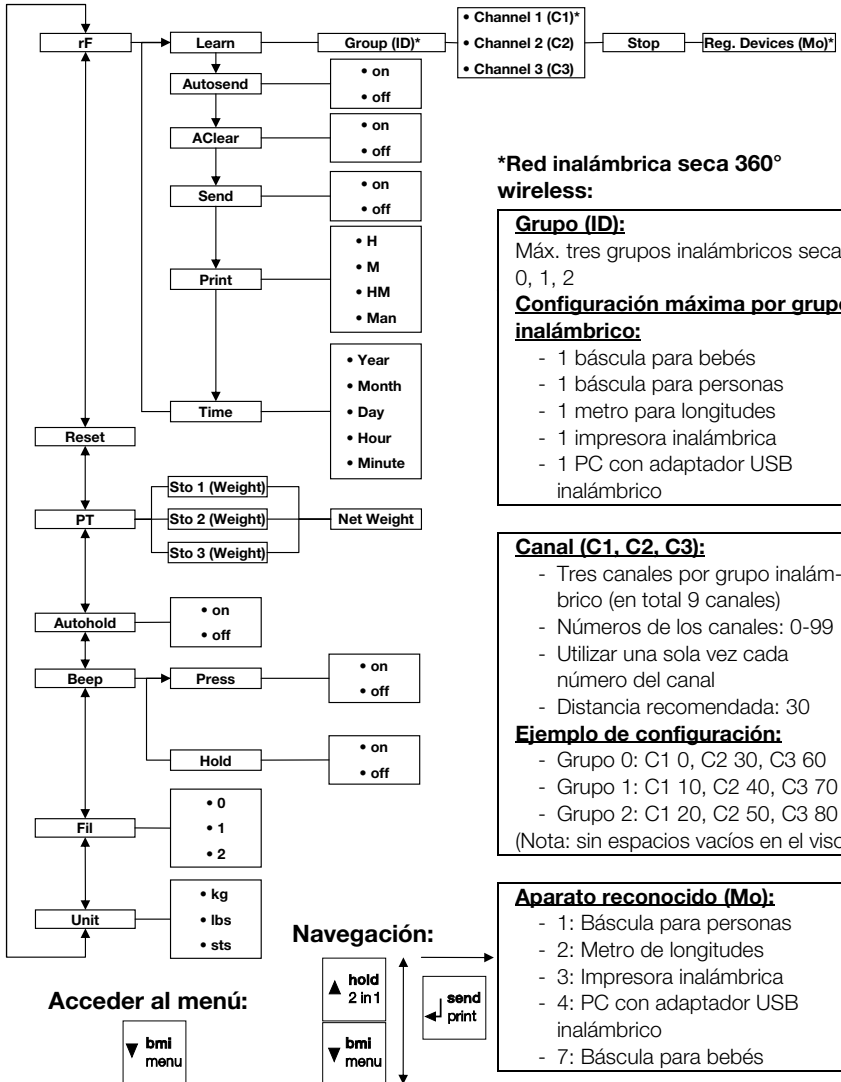 rF
Learn
Group (ID)*
• Channel 1 (C1)*
• Channel 2 (C2)
• Channel 3 (C3)
Stop
Reg. Devices (Mo)*
Autosend
• on
• off
AClear
• on
• off
Send
• on
• off
Print
• H
• M
• HM
• Man
Time
• Year
• Month
• Day
• Hour
• Minute
Reset
PT
Sto 1 (Weight)
Sto 2 (Weight)
Sto 3 (Weight)
Net Weight
Autohold
• on
• off
Beep
Press
• on
• off
Hold
• on
• off
Fil
• 0
• 1
• 2
Unit
• kg
• lbs
• sts
Acceder al menú:
bmi
menu
Navegación:
hold
2 in 1
bmi
menu
send
print
*Red inalámbrica seca 360°
wireless:
Grupo (ID):
Máx. tres grupos inalámbricos seca
0, 1, 2
Configuración máxima por grupo
inalámbrico:
- 1 báscula para bebés
- 1 báscula para personas
- 1 metro para longitudes
- 1 impresora inalámbrica
- 1 PC con adaptador USB
inalámbrico
Canal (C1, C2, C3):
- Tres canales por grupo inalám-
brico (en total 9 canales)
- Números de los canales: 0-99
- Utilizar una sola vez cada
número del canal
- Distancia recomendada: 30
Ejemplo de configuración:
- Grupo 0: C1 0, C2 30, C3 60
- Grupo 1: C1 10, C2 40, C3 70
- Grupo 2: C1 20, C2 50, C3 80
(Nota: sin espacios vacíos en el
Aparato reconocido (Mo):
- 1: Báscula para personas
- 2: Metro de longitudes
- 3: Impresora inalámbrica
- 4: PC con adaptador USB
inalámbrico
- 7: Báscula para bebés